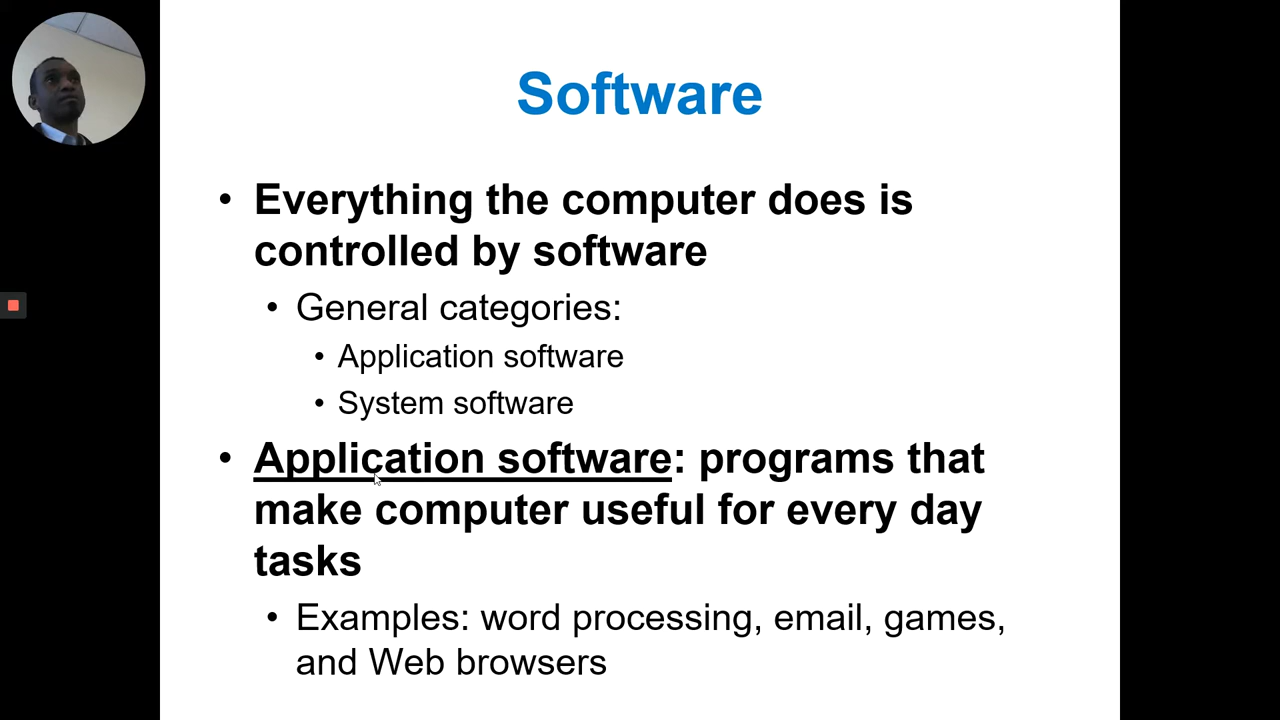 Software
• Everything the computer does is
controlled by software
• General categories:
• Application software
• System software
• Application software: programs that
make computer useful for every day
tasks
• Examples: word processing, email, games,
and Web browsers